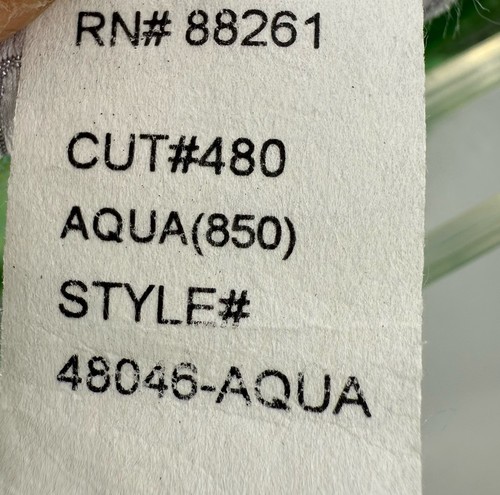 RN# 88261
CUT#480
AQUA(850)
STYLE#
48046-AQUA